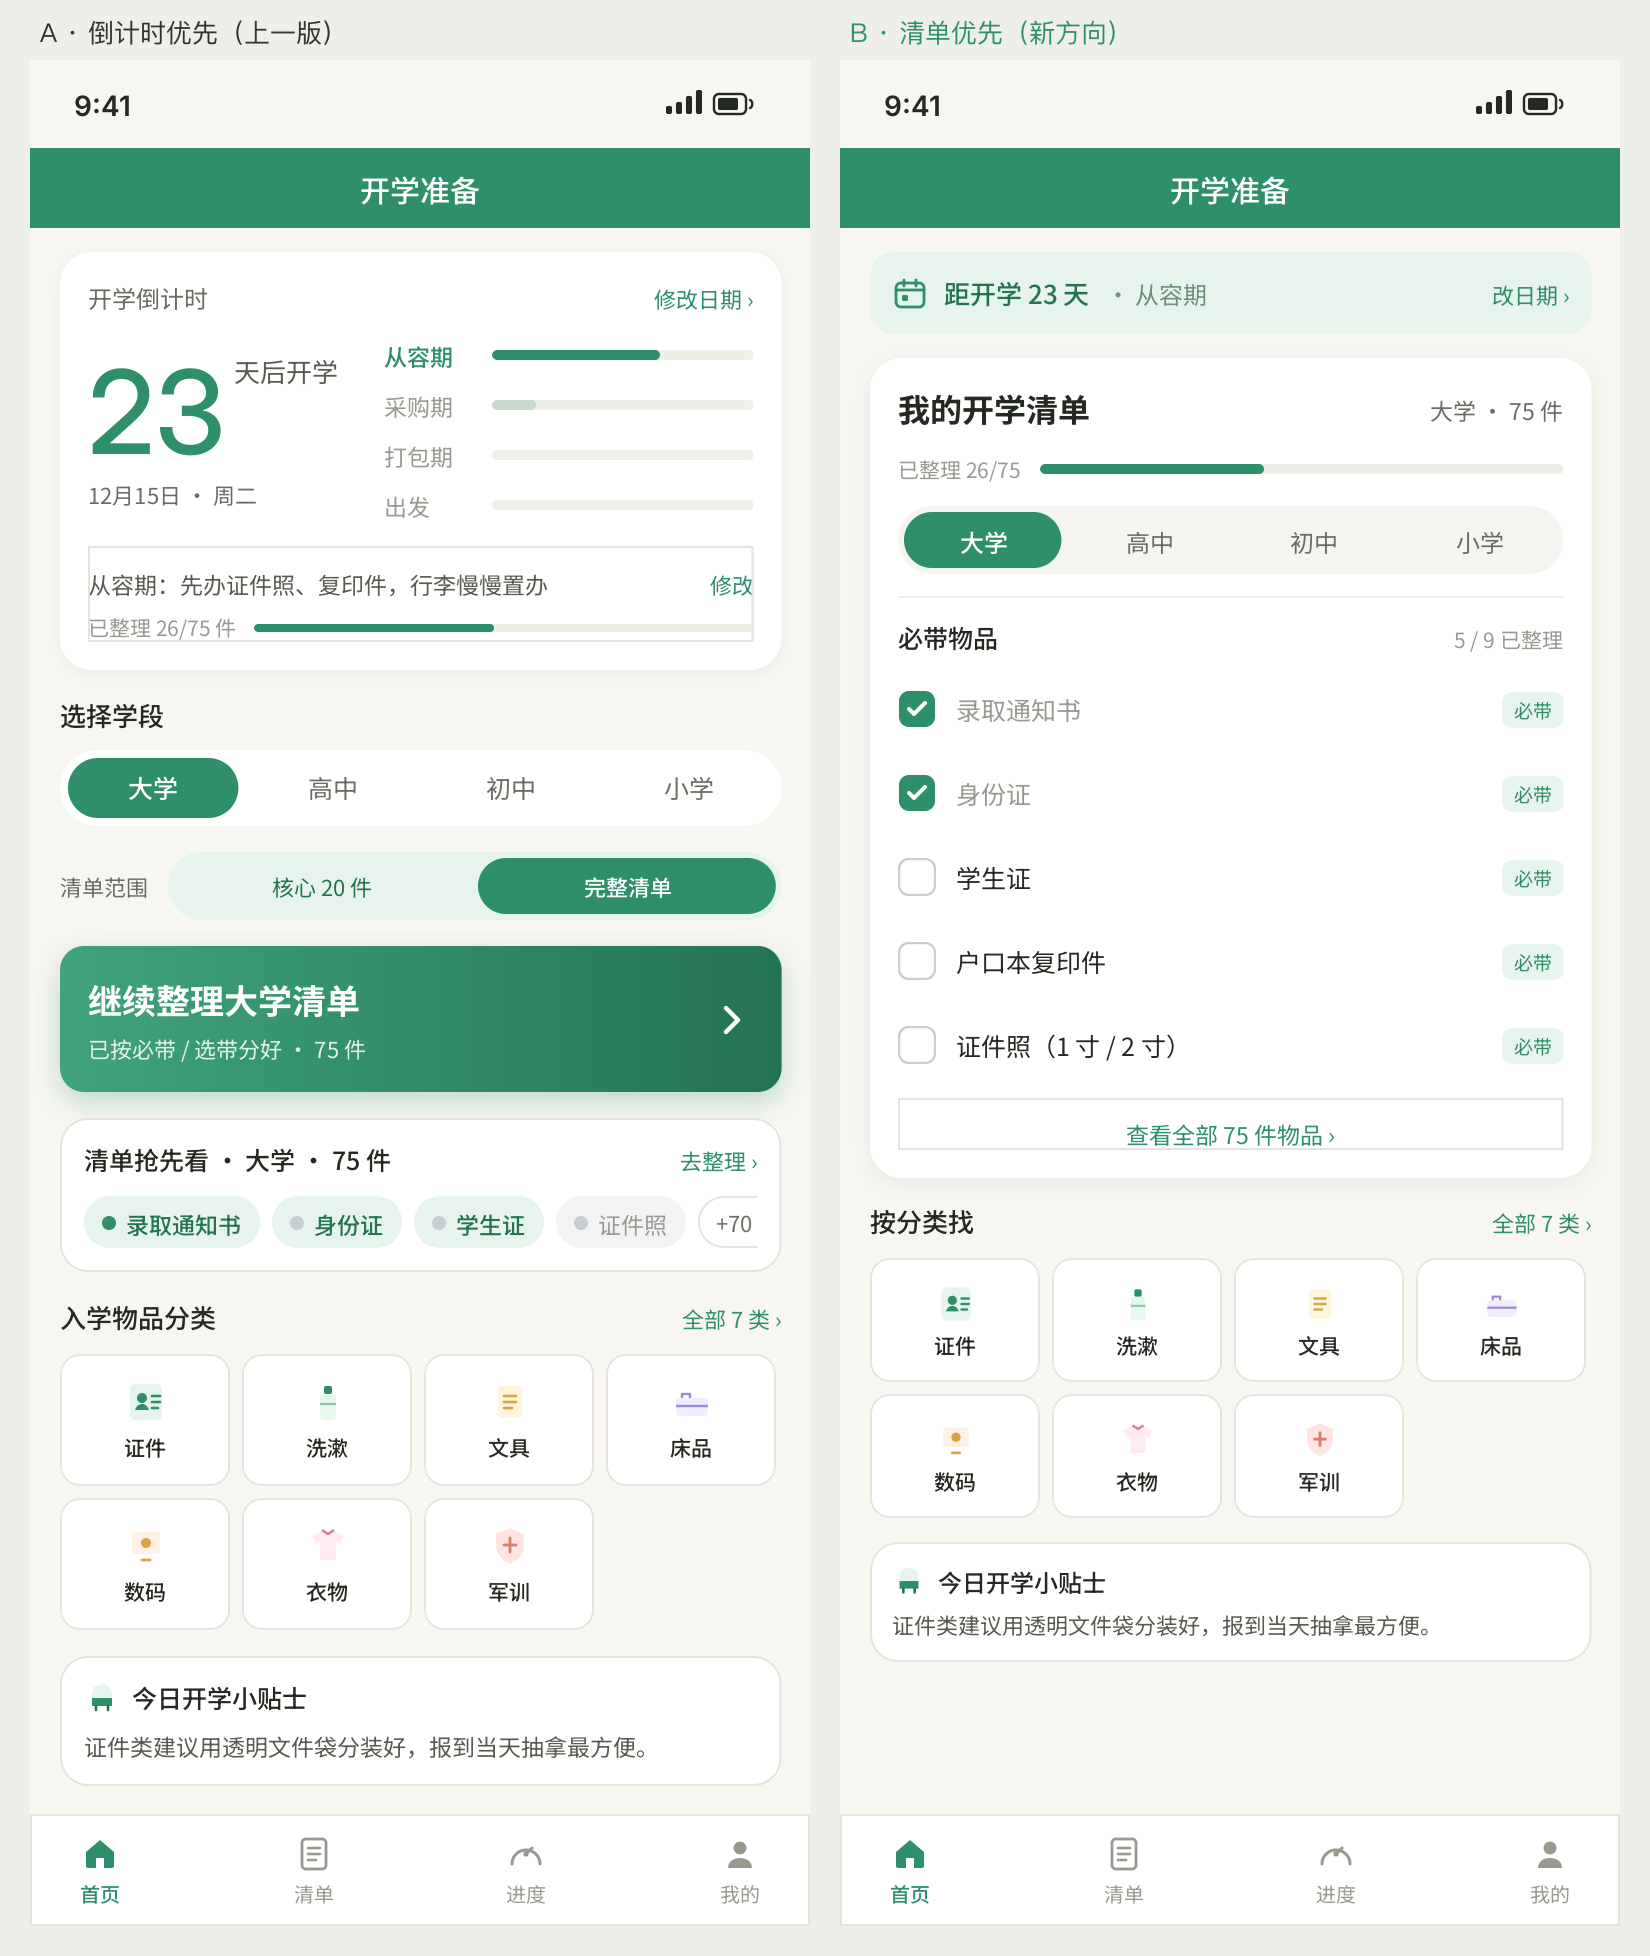 A · 倒计时优先（上一版）
9:41
开学准备
开学倒计时
修改日期 ›
23 天后开学
12月15日 · 周二
从容期
采购期
打包期
出发
从容期：先办证件照、复印件，行李慢慢置办
修改
已整理 26/75 件
选择学段
大学
高中
初中
小学
清单范围
核心 20 件
完整清单
继续整理大学清单
已按必带 / 选带分好 · 75 件
清单抢先看 · 大学 · 75 件
去整理 ›
录取通知书
身份证
学生证
证件照
+70
入学物品分类
全部 7 类 ›
证件
洗漱
文具
床品
数码
衣物
军训
今日开学小贴士
证件类建议用透明文件袋分装好，报到当天抽拿最方便。
首页
清单
进度
我的
B · 清单优先（新方向）
9:41
开学准备
距开学 23 天 · 从容期
改日期 ›
我的开学清单
大学 · 75 件
已整理 26/75
大学
高中
初中
小学
必带物品
5 / 9 已整理
录取通知书
必带
身份证
必带
学生证
必带
户口本复印件
必带
证件照（1 寸 / 2 寸）
必带
查看全部 75 件物品 ›
按分类找
全部 7 类 ›
证件
洗漱
文具
床品
数码
衣物
军训
今日开学小贴士
证件类建议用透明文件袋分装好，报到当天抽拿最方便。
首页
清单
进度
我的